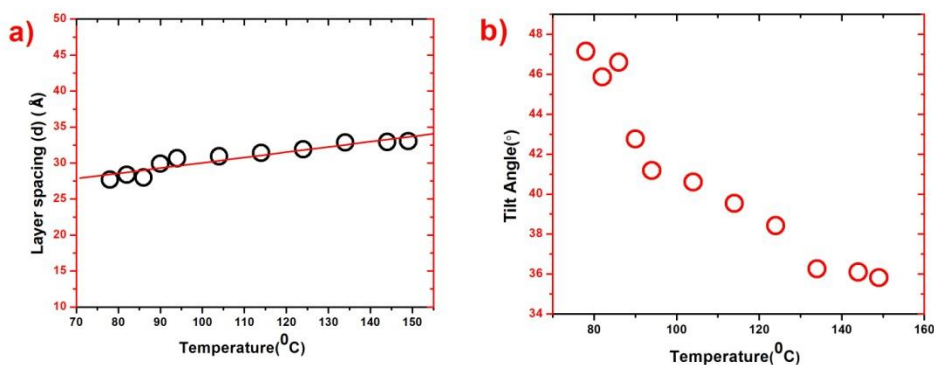 a)
50
45
40
35
30
25
20
15
10
70 80 90 100 110 120 130 140 150
Layer spacing (d) ( Å)
Temperature(⁰C)
b)
48
46
44
42
40
38
36
34
80 100 120 140 160
Tilt Angle(°)
Temperature(⁰C)